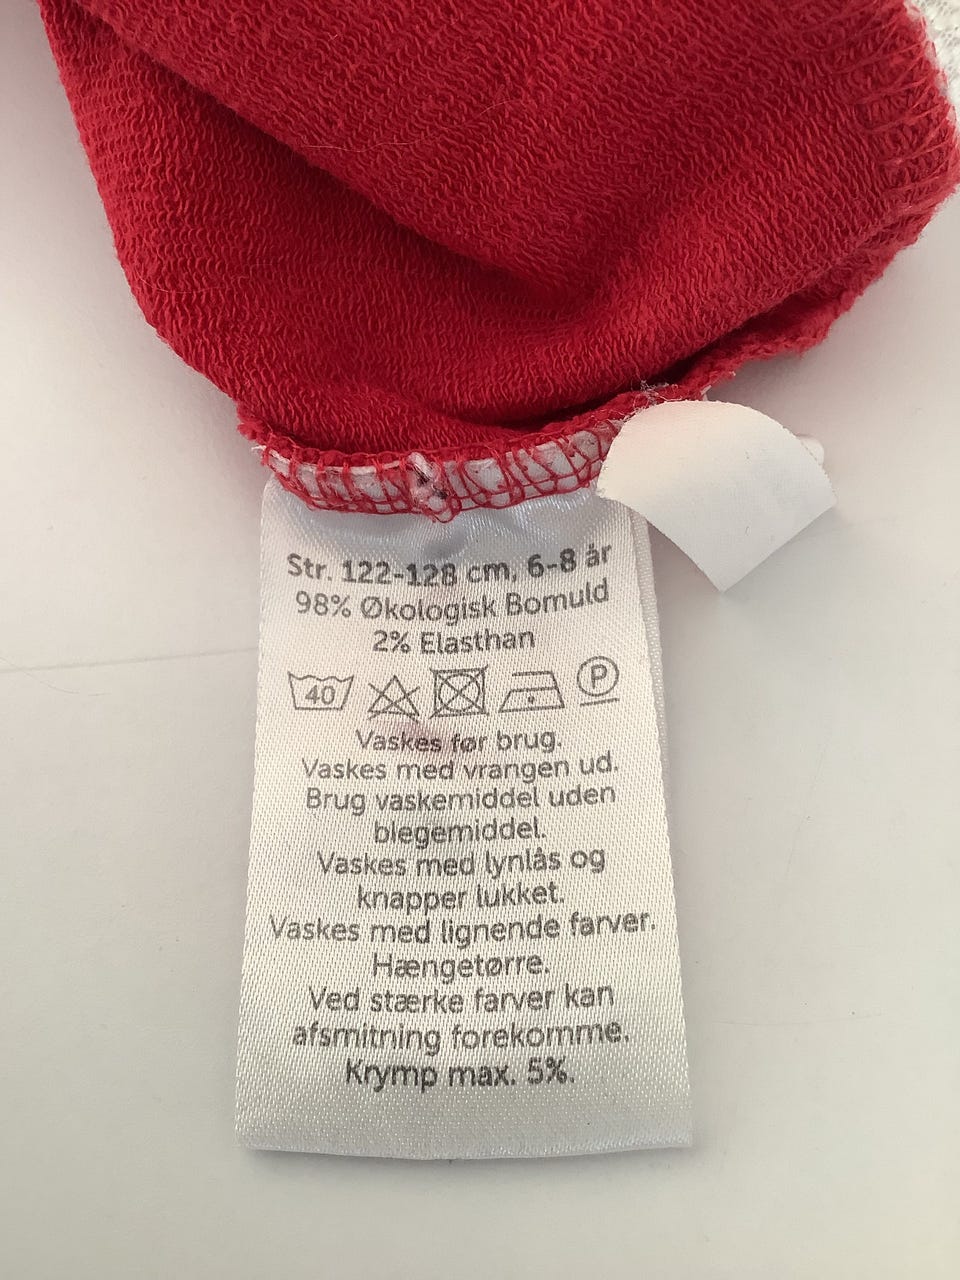 Str. 122-128 cm, 6-8 år
98% Økologisk Bomuld
2% Elasthan
40 P
Vaskes før brug.
Vaskes med vrangen ud.
Brug vaskemiddel uden
blegemiddel.
Vaskes med lynlås og
knapper lukket.
Vaskes med lignende farver.
Hængetørre.
Ved stærke farver kan
afsmitning forekomme.
Krymp max. 5%.